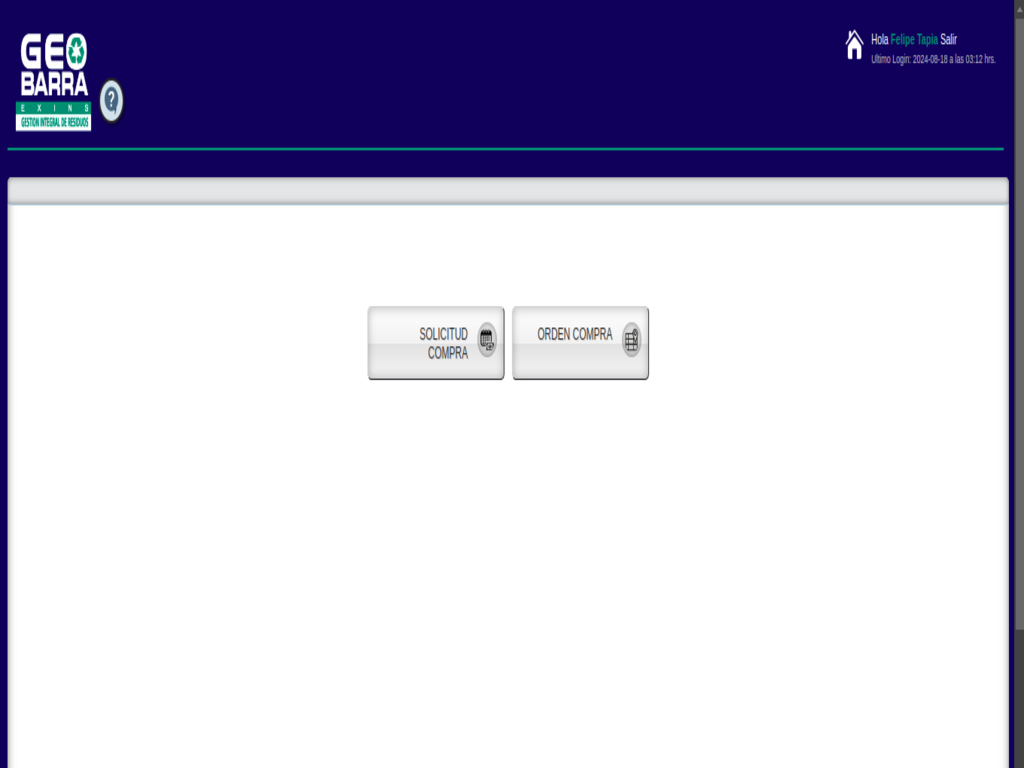 GEO
BARRA
EXINS
GESTION INTEGRAL DE RESIDUOS
?
Hola Felipe Tapia Salir
Ultimo Login: 2024-08-18 a las 03:12 hrs.
SOLICITUD
COMPRA
ORDEN COMPRA